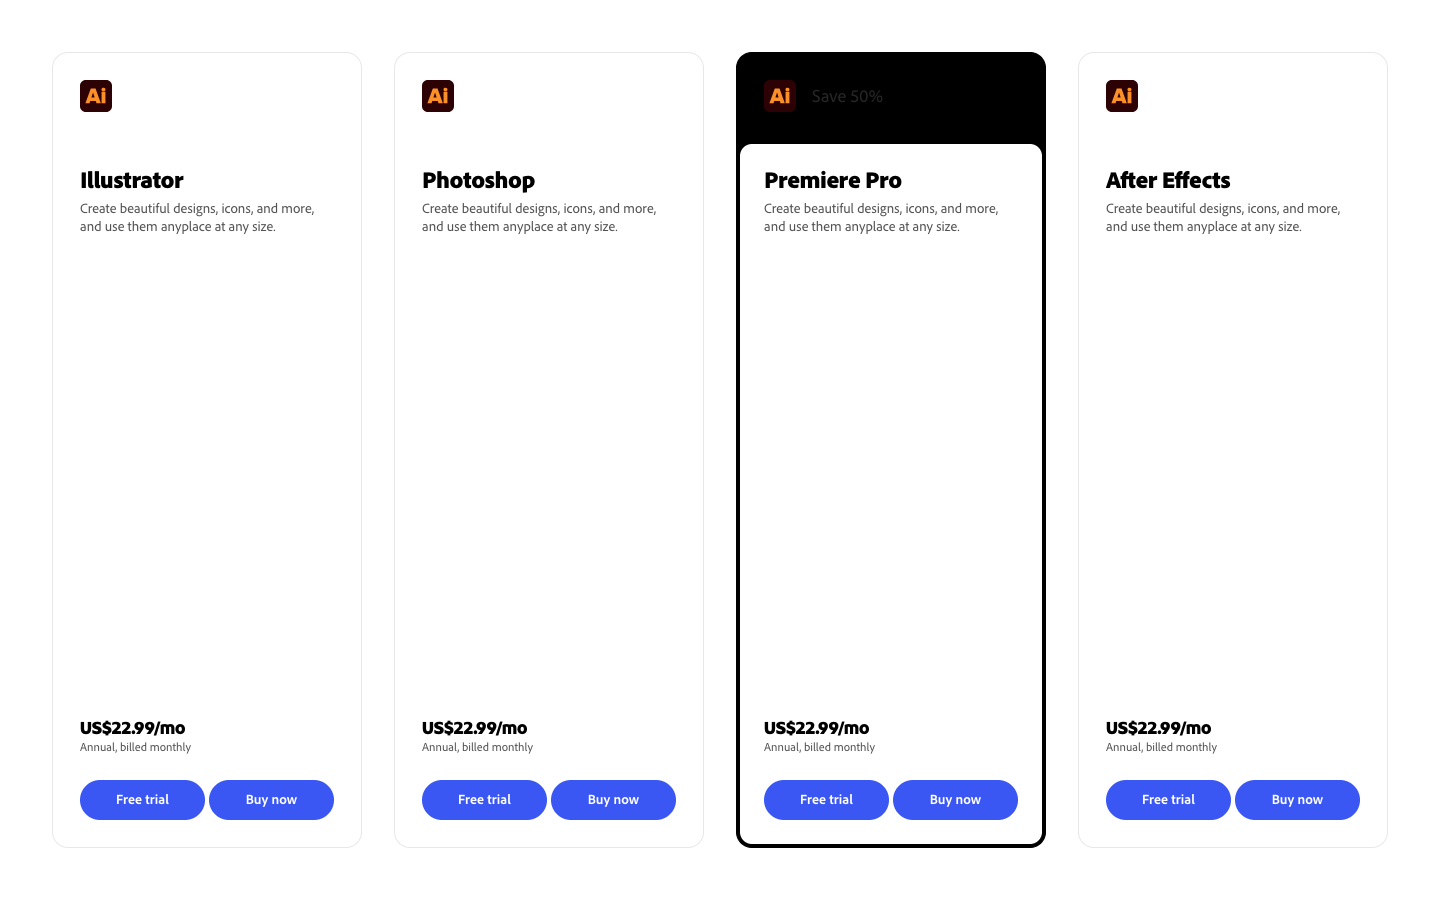 Ai
Illustrator
Create beautiful designs, icons, and more,
and use them anyplace at any size.
US$22.99/mo
Annual, billed monthly
Free trial
Buy now
Ai
Photoshop
Create beautiful designs, icons, and more,
and use them anyplace at any size.
US$22.99/mo
Annual, billed monthly
Free trial
Buy now
Ai
Save 50%
Premiere Pro
Create beautiful designs, icons, and more,
and use them anyplace at any size.
US$22.99/mo
Annual, billed monthly
Free trial
Buy now
Ai
After Effects
Create beautiful designs, icons, and more,
and use them anyplace at any size.
US$22.99/mo
Annual, billed monthly
Free trial
Buy now